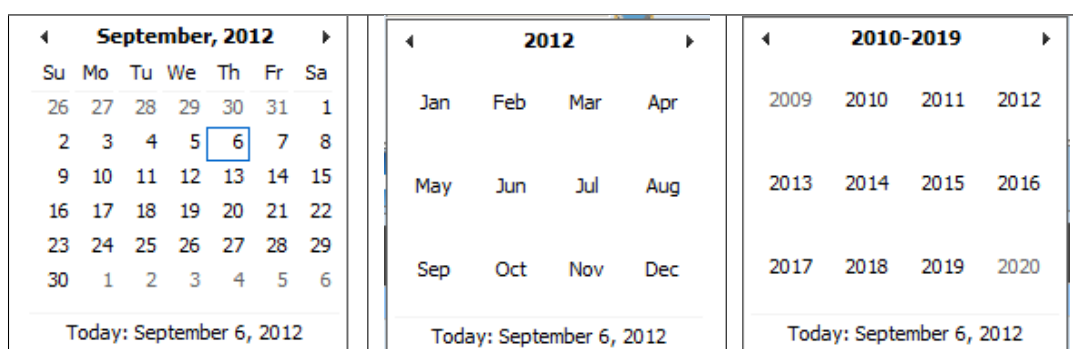 September, 2012
Su Mo Tu We Th Fr Sa
26 27 28 29 30 31 1
2 3 4 5 6 7 8
9 10 11 12 13 14 15
16 17 18 19 20 21 22
23 24 25 26 27 28 29
30 1 2 3 4 5 6
Today: September 6, 2012
2012
Jan Feb Mar Apr
May Jun Jul Aug
Sep Oct Nov Dec
Today: September 6, 2012
2010-2019
2009 2010 2011 2012
2013 2014 2015 2016
2017 2018 2019 2020
Today: September 6, 2012